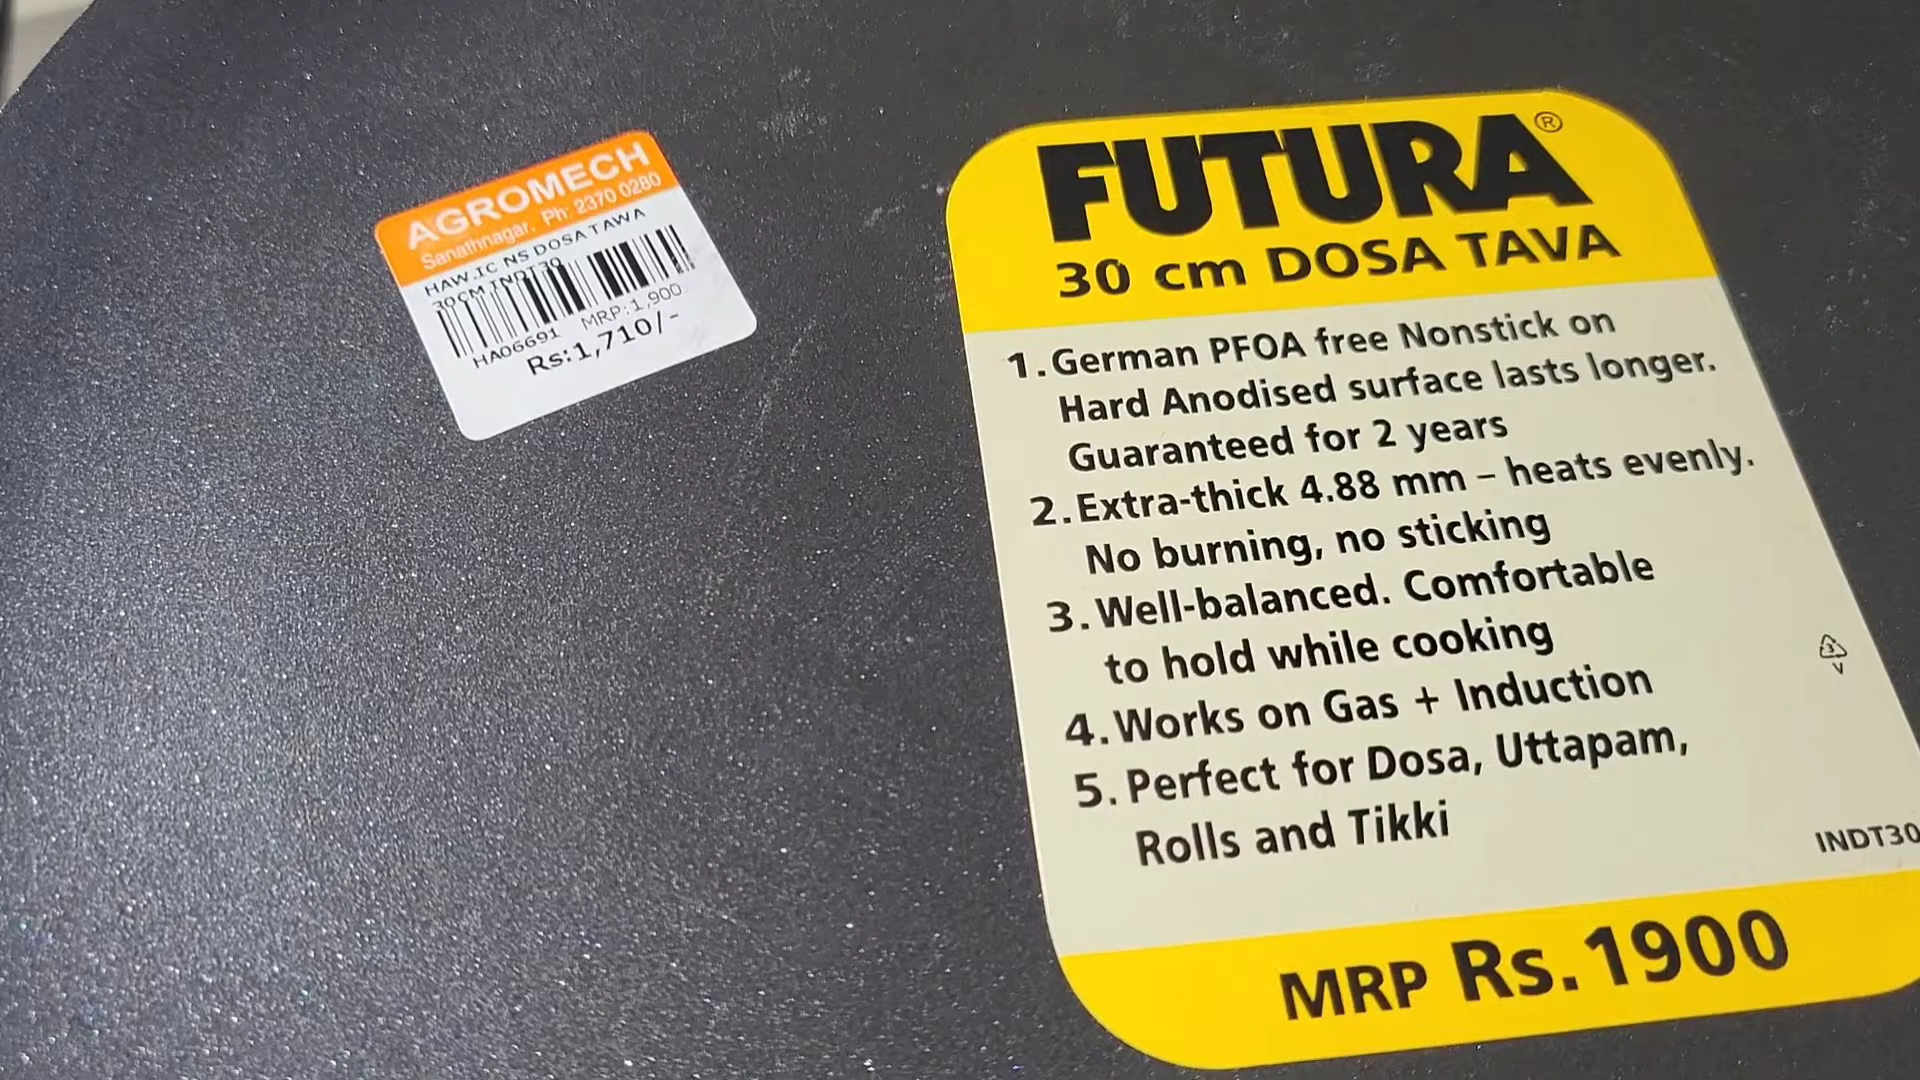 AGROMECH
Sanathnagar. Ph: 2370 0280
HAW.IC NS DOSA TAWA
30CM INDT30
HA06691 MRP:1,900
Rs:1,710/-
FUTURA®
30 cm DOSA TAVA
1. German PFOA free Nonstick on
Hard Anodised surface lasts longer.
Guaranteed for 2 years
2. Extra-thick 4.88 mm – heats evenly.
No burning, no sticking
3. Well-balanced. Comfortable
to hold while cooking
4. Works on Gas + Induction
5. Perfect for Dosa, Uttapam,
Rolls and Tikki
3
V
INDT30
MRP Rs.1900